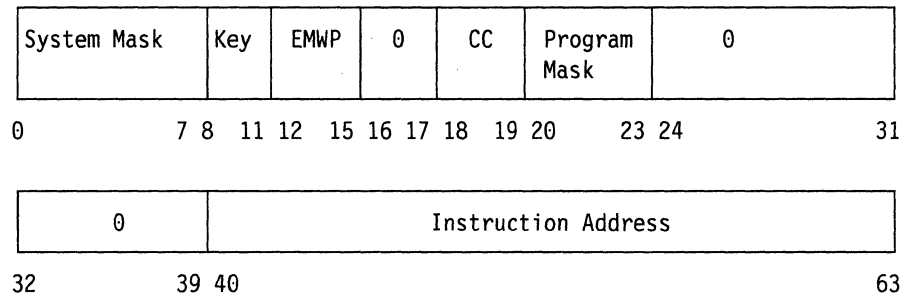 System Mask Key EMWP 0 CC Program Mask 0
0 7 8 11 12 15 16 17 18 19 20 23 24 31
0 Instruction Address
32 39 40 63